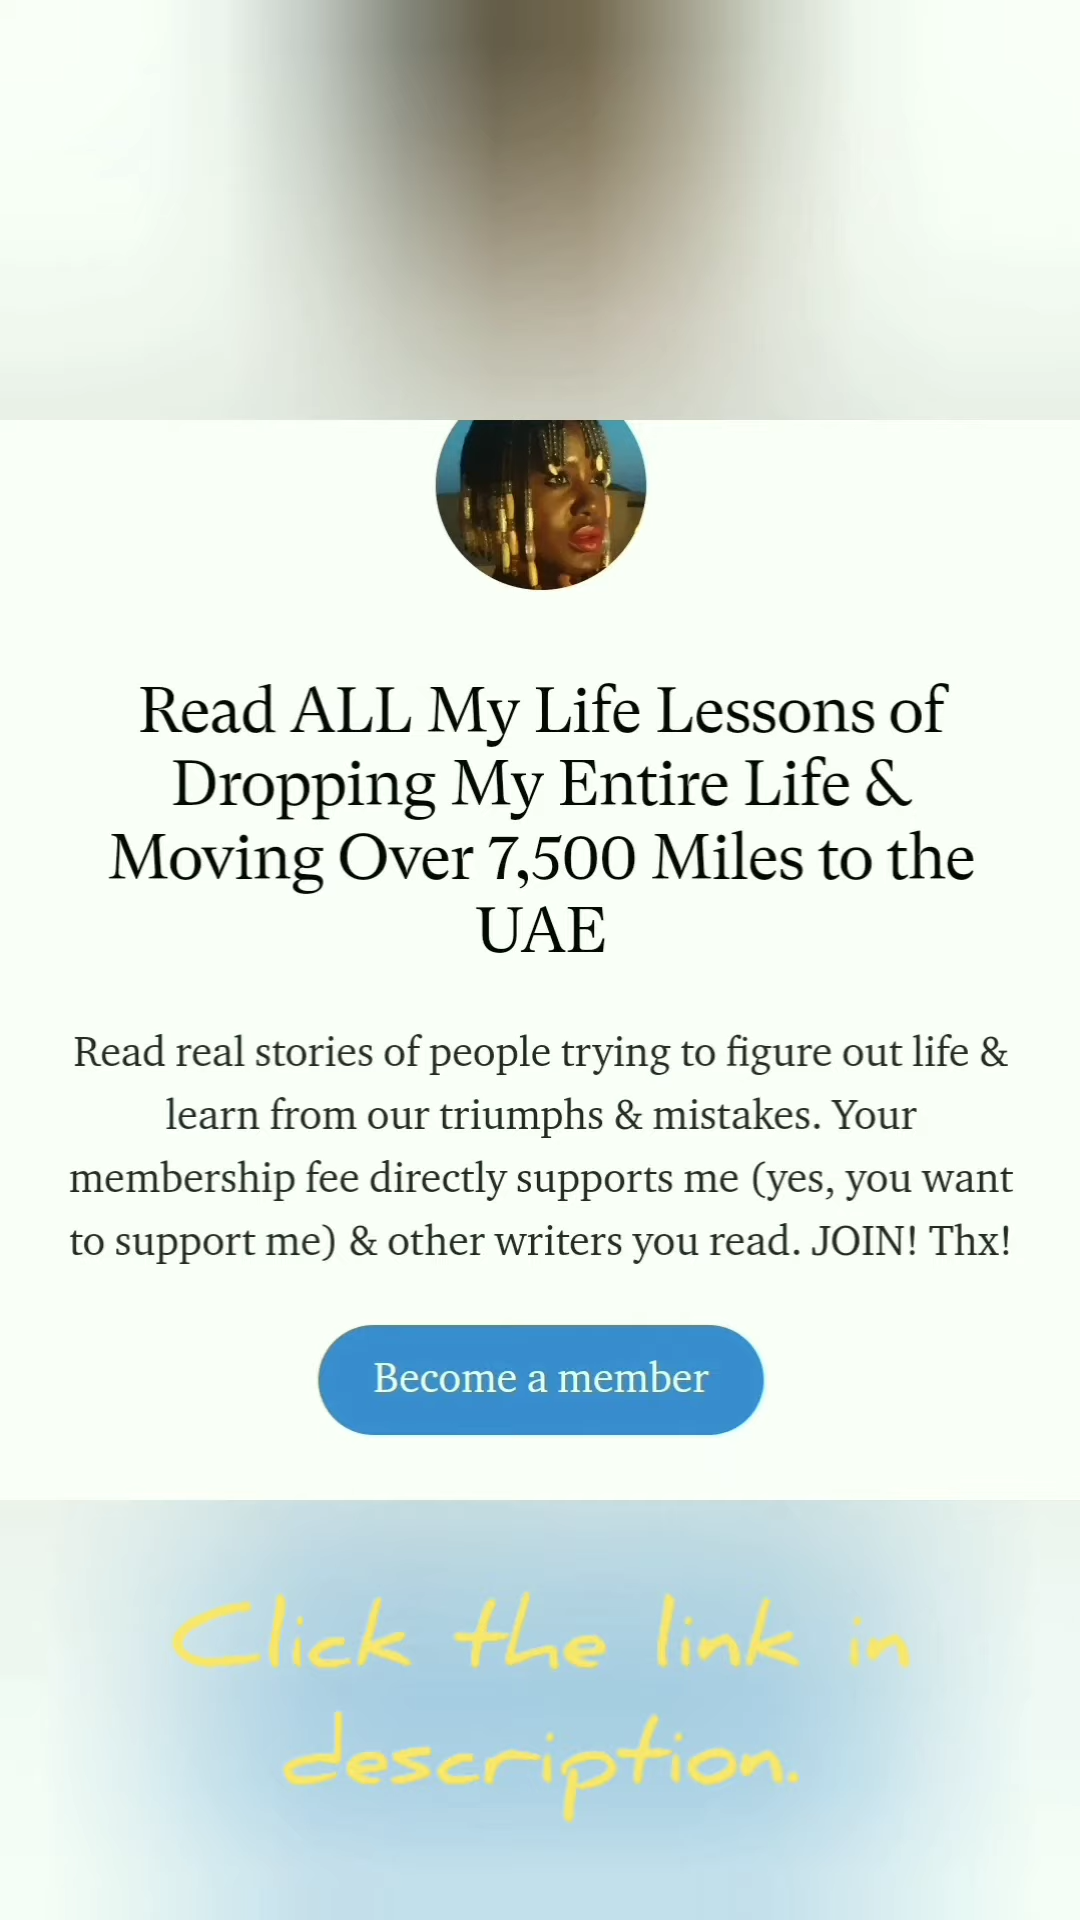 Read ALL My Life Lessons of
Dropping My Entire Life &
Moving Over 7,500 Miles to the
UAE
Read real stories of people trying to figure out life &
learn from our triumphs & mistakes. Your
membership fee directly supports me (yes, you want
to support me) & other writers you read. JOIN! Thx!
Become a member
Click the link in
description.